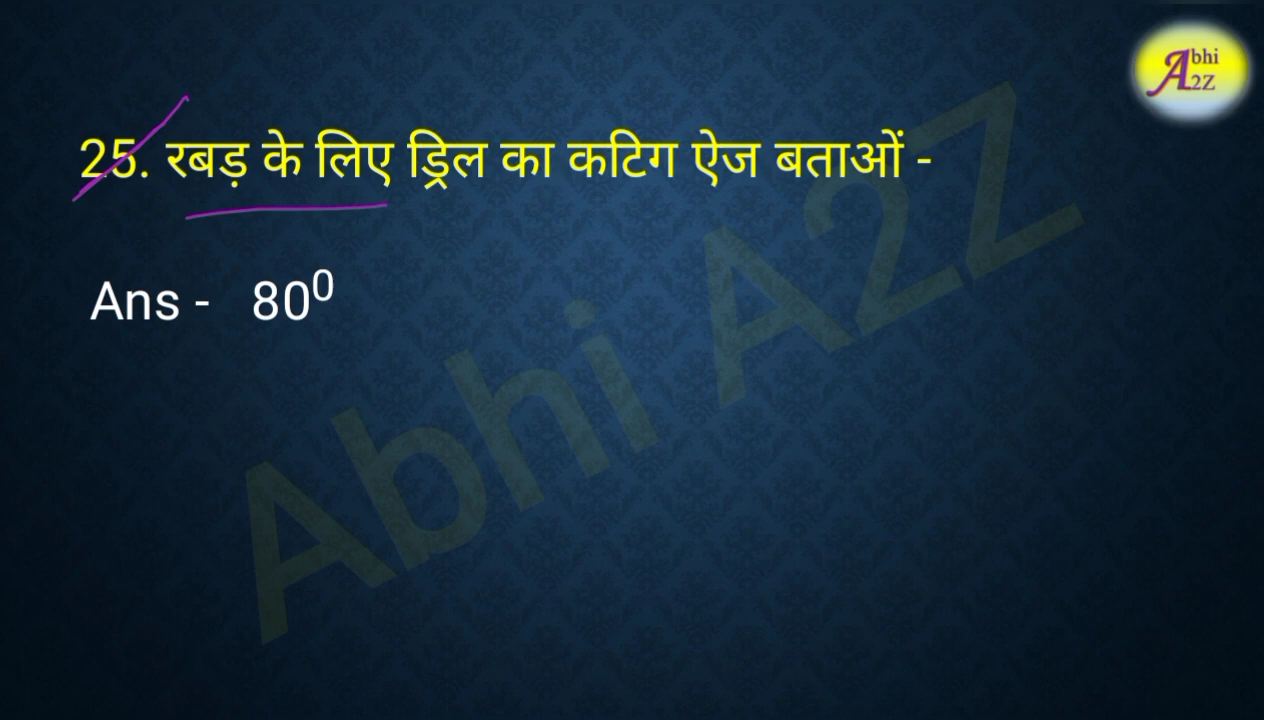 Abhi
A2Z
25. रबड़ के लिए ड्रिल का कटिग ऐज बताओं -
Ans - 80⁰
Abhi A2Z